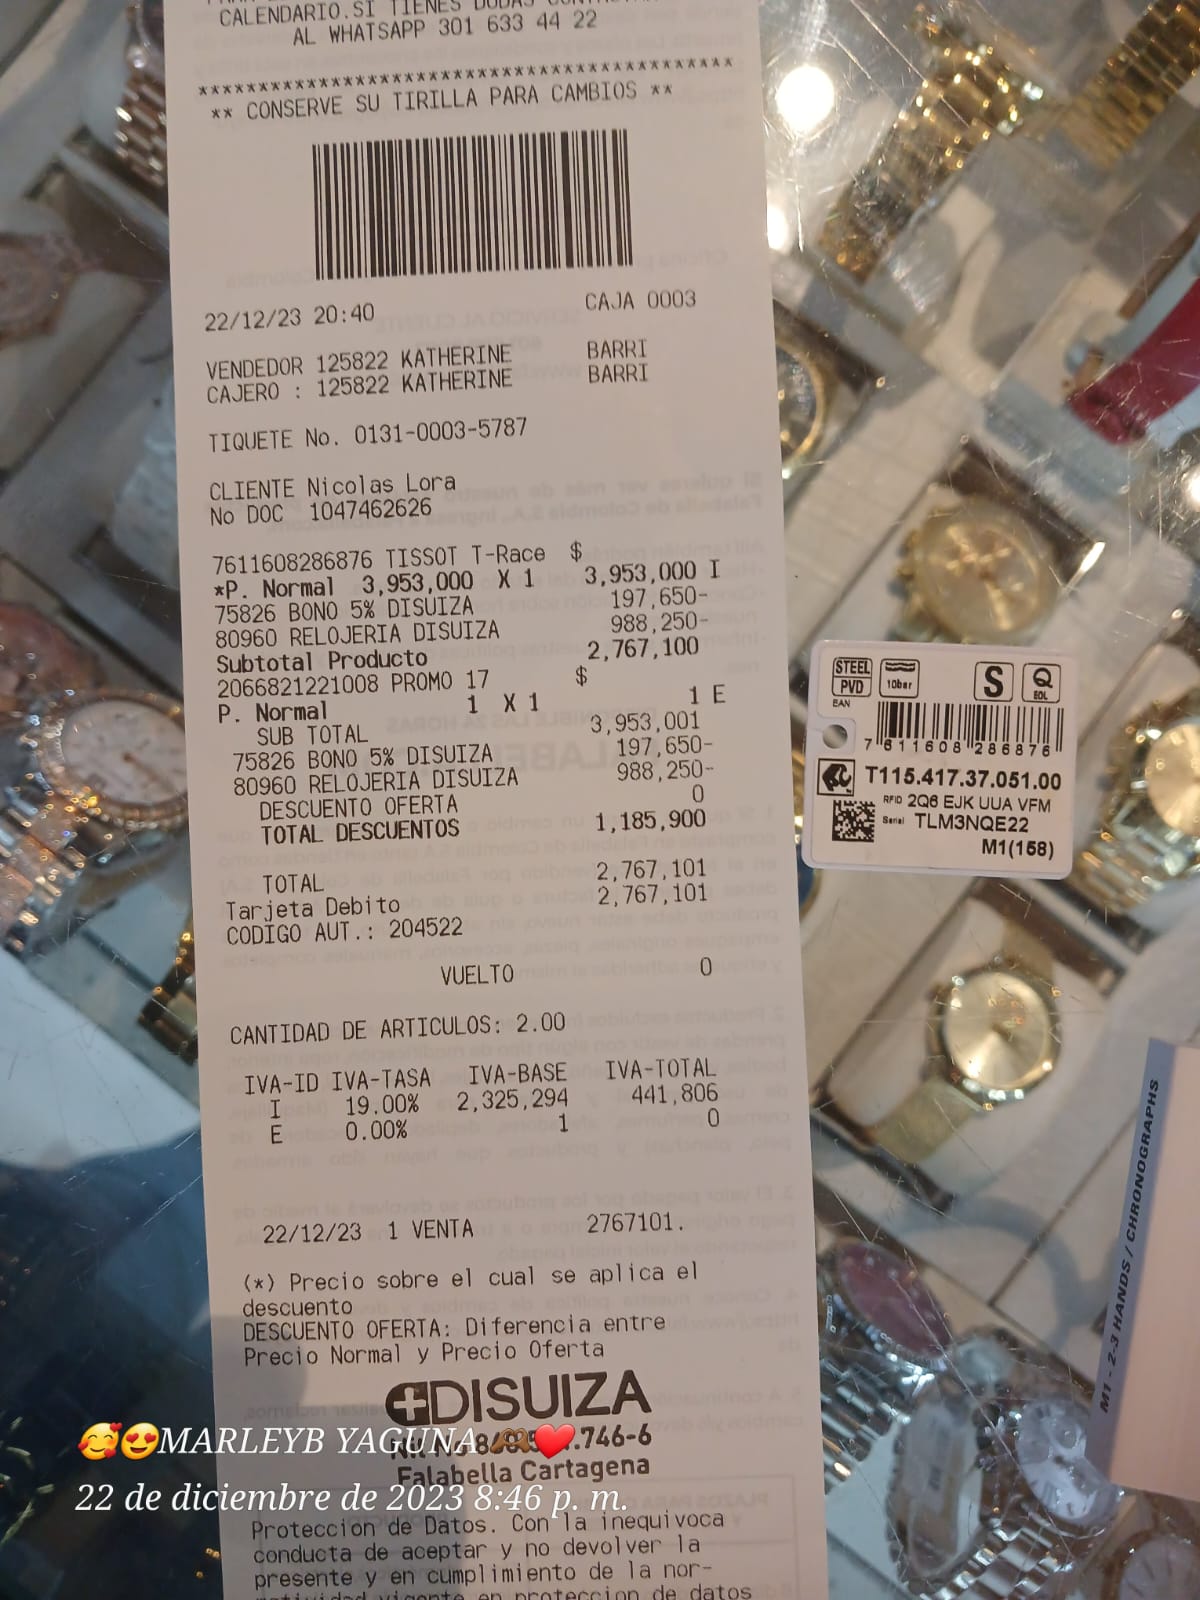 CALENDARIO.SI TIENES DUDAS
AL WHATSAPP 301 633 44 22
*******************************************
** CONSERVE SU TIRILLA PARA CAMBIOS **
22/12/23 20:40 CAJA 0003
VENDEDOR 125822 KATHERINE BARRI
CAJERO : 125822 KATHERINE BARRI
TIQUETE No. 0131-0003-5787
CLIENTE Nicolas Lora
No DOC 1047462626
7611608286876 TISSOT T-Race $
*P. Normal 3,953,000 X 1 3,953,000 I
75826 BONO 5% DISUIZA 197,650-
80960 RELOJERIA DISUIZA 988,250-
Subtotal Producto 2,767,100
2066821221008 PROMO 17 $
P. Normal 1 X 1 1 E
SUB TOTAL 3,953,001
75826 BONO 5% DISUIZA 197,650-
80960 RELOJERIA DISUIZA 988,250-
DESCUENTO OFERTA 0
TOTAL DESCUENTOS 1,185,900
TOTAL 2,767,101
Tarjeta Debito 2,767,101
CODIGO AUT.: 204522
VUELTO 0
CANTIDAD DE ARTICULOS: 2.00
IVA-ID IVA-TASA IVA-BASE IVA-TOTAL
I 19.00% 2,325,294 441,806
E 0.00% 1 0
22/12/23 1 VENTA 2767101.
(*) Precio sobre el cual se aplica el
descuento
DESCUENTO OFERTA: Diferencia entre
Precio Normal y Precio Oferta
DISUIZA
.746-6
Falabella Cartagena
🥰😍MARLEYB YAGUNA🫶🏾❤️
22 de diciembre de 2023 8:46 p. m.
Proteccion de Datos. Con la inequivoca
conducta de aceptar y no devolver la
presente y en cumplimiento de la nor-
matividad vigente en proteccion de datos
STEEL
PVD
10bar
S
Q
EOL
EAN
7 611608 286876
T115.417.37.051.00
RFID 2Q6 EJK UUA VFM
Serial TLM3NQE22
M1(158)
M1 - 2-3 HANDS / CHRONOGRAPHS